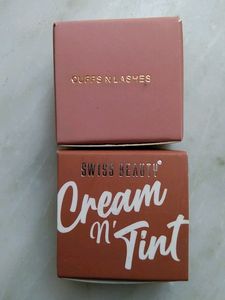 CUFFS N LASHES
SWISS BEAUTY
Cream
N'
Tint